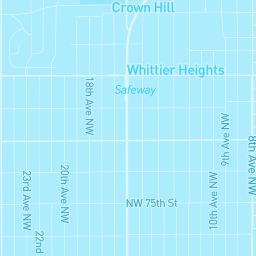 Crown Hill
Whittier Heights
Safeway
18th Ave NW
9th Ave NW
8th Ave NW
20th Ave NW
23rd Ave NW
10th Ave NW
NW 75th St
22nd